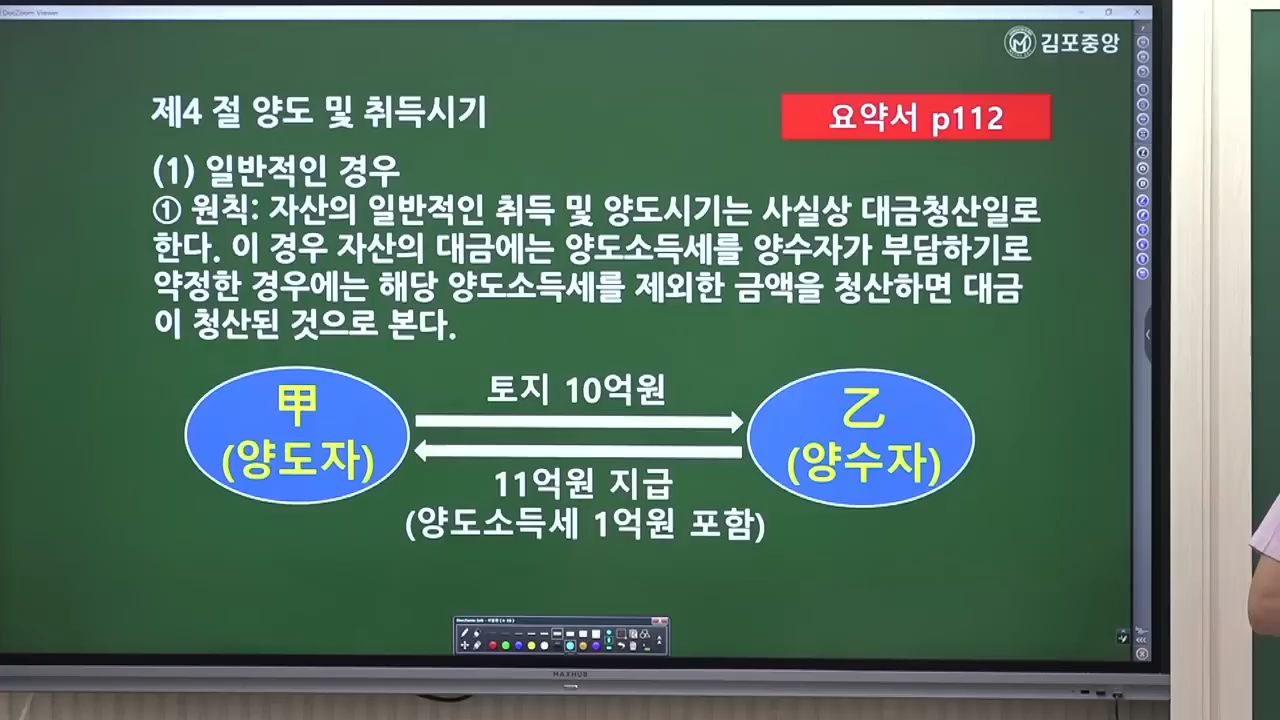 DocZoom Viewer
김포중앙
제4 절 양도 및 취득시기
요약서 p112
(1) 일반적인 경우
① 원칙: 자산의 일반적인 취득 및 양도시기는 사실상 대금청산일로
한다. 이 경우 자산의 대금에는 양도소득세를 양수자가 부담하기로
약정한 경우에는 해당 양도소득세를 제외한 금액을 청산하면 대금
이 청산된 것으로 본다.
甲
(양도자)
토지 10억원
11억원 지급
(양도소득세 1억원 포함)
乙
(양수자)
MAXHUB